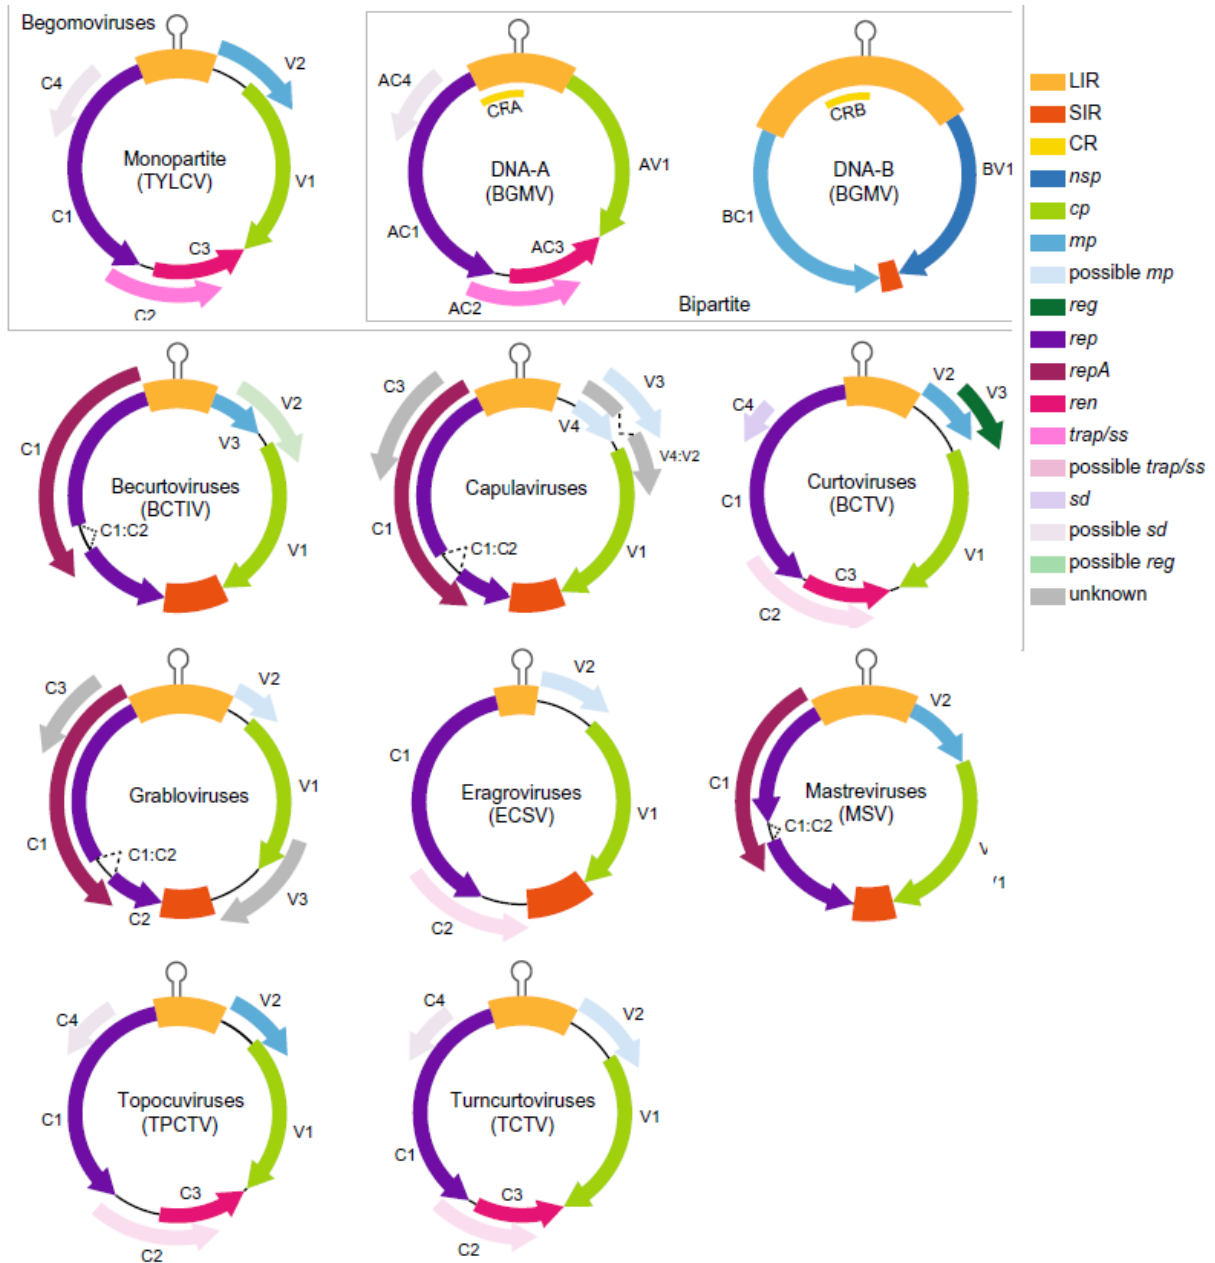 Begomoviruses
C4
V2
Monopartite
(TYLCV)
V1
C1
C3
C2
AC4
CRA
DNA-A
(BGMV)
AV1
AC1
AC3
AC2
CRB
DNA-B
(BGMV)
BV1
BC1
Bipartite
LIR
SIR
CR
nsp
cp
mp
possible mp
reg
rep
repA
ren
trap/ss
possible trap/ss
sd
possible sd
possible reg
unknown
V2
C1
V3
Becurtoviruses
(BCTIV)
C1:C2
V1
C3
V3
V4
V4:V2
Capulaviruses
C1
C1:C2
V1
V2
V3
C4
Curtoviruses
(BCTV)
C1
V1
C3
C2
C3
V2
Grabloviruses
V1
C1
C1:C2
C2
V3
V2
C1
Eragroviruses
(ECSV)
V1
C2
V2
C1
Mastreviruses
(MSV)
C1:C2
V1
C4
V2
Topocuviruses
(TPCTV)
C1
V1
C3
C2
C4
V2
Turncurtoviruses
(TCTV)
V1
C1
C3
C2